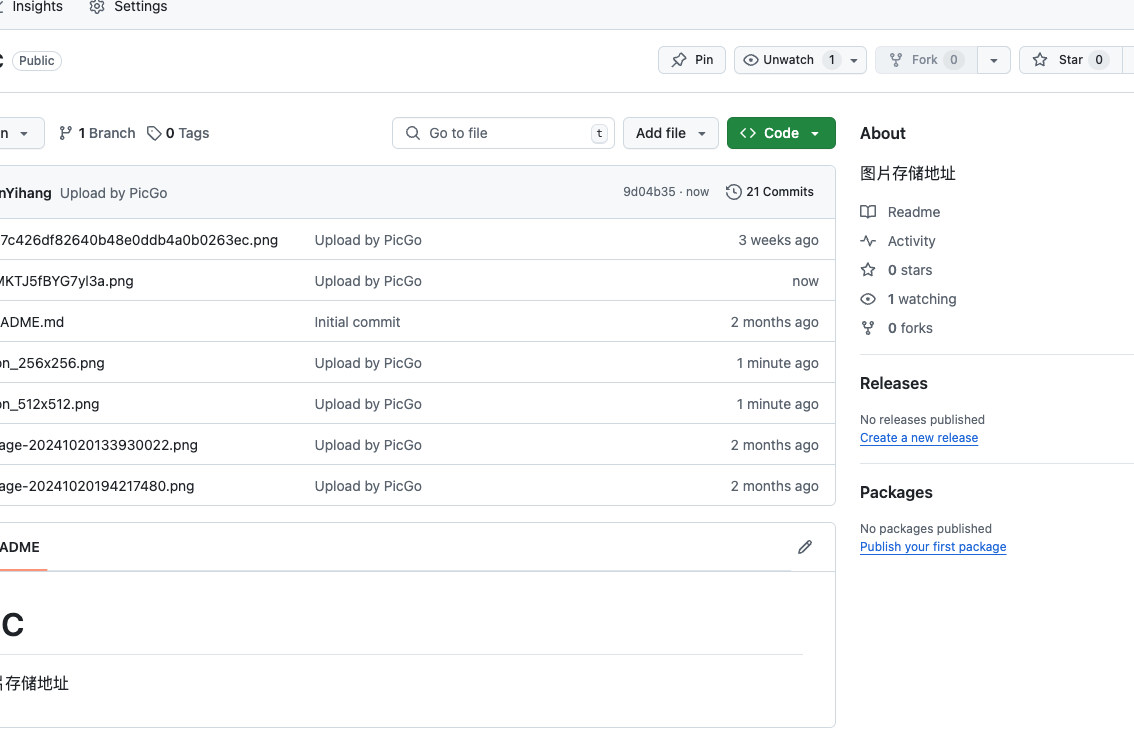 Insights Settings
Public Pin Unwatch 1 Fork 0 Star 0
1 Branch 0 Tags Go to file t Add file Code
nYihang Upload by PicGo 9d04b35 · now 21 Commits
7c426df82640b48e0ddb4a0b0263ec.png Upload by PicGo 3 weeks ago
MKTJ5fBYG7yl3a.png Upload by PicGo now
ADME.md Initial commit 2 months ago
on_256x256.png Upload by PicGo 1 minute ago
on_512x512.png Upload by PicGo 1 minute ago
age-20241020133930022.png Upload by PicGo 2 months ago
age-20241020194217480.png Upload by PicGo 2 months ago
ADME
C
存储地址
About
图片存储地址
Readme
Activity
0 stars
1 watching
0 forks
Releases
No releases published
Create a new release
Packages
No packages published
Publish your first package